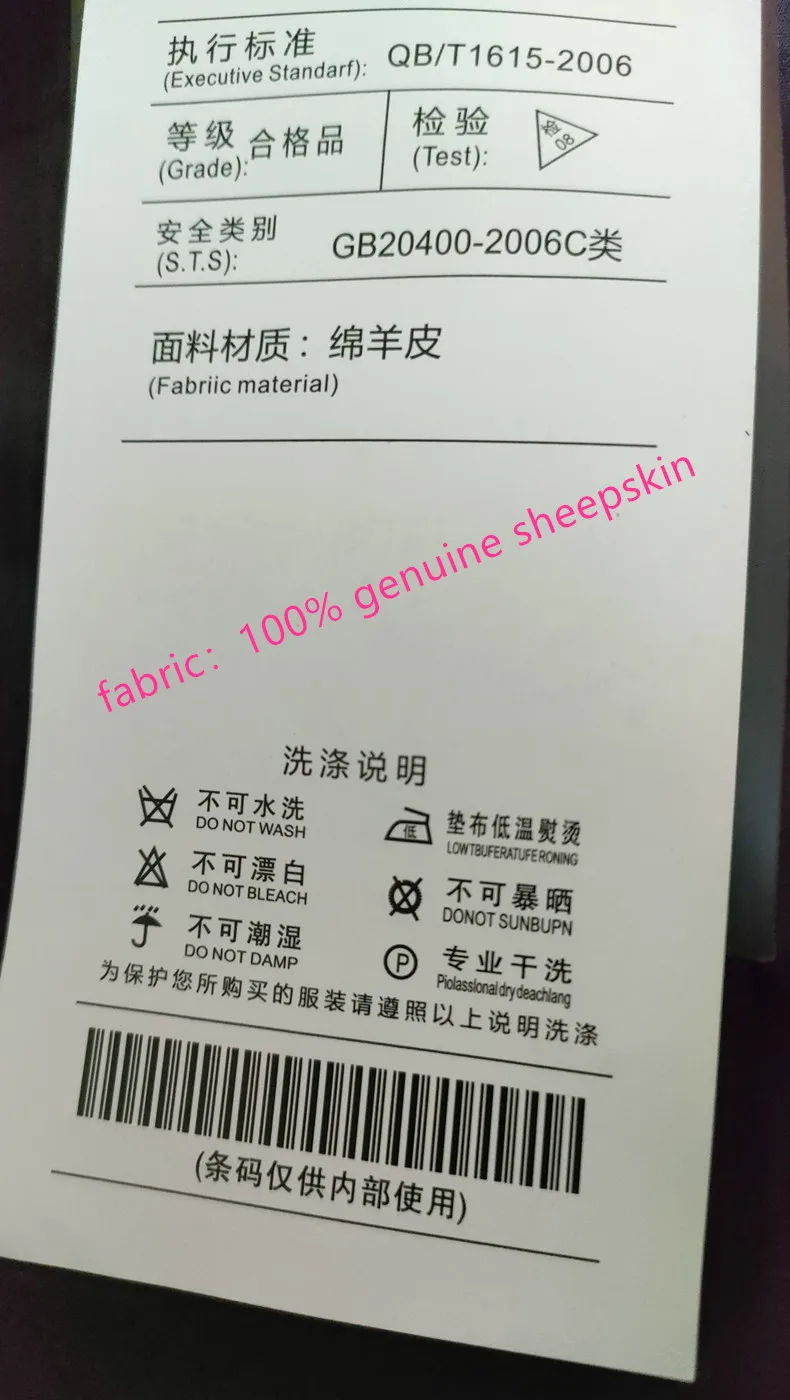 执行标准
(Executive Standarf): QB/T1615-2006
等级 合格品
(Grade):
检验
(Test):
检
08
安全类别
(S.T.S):
GB20400-2006C类
面料材质：绵羊皮
(Fabriic material)
fabric：100% genuine sheepskin
洗涤说明
不可水洗
DO NOT WASH
低
垫布低温熨烫
LOWTBUFERATUFERONING
不可漂白
DO NOT BLEACH
不可暴晒
DONOT SUNBUPN
不可潮湿
DO NOT DAMP
P
专业干洗
Piolassional dry deachlang
为保护您所购买的服装请遵照以上说明洗涤
(条码仅供内部使用)